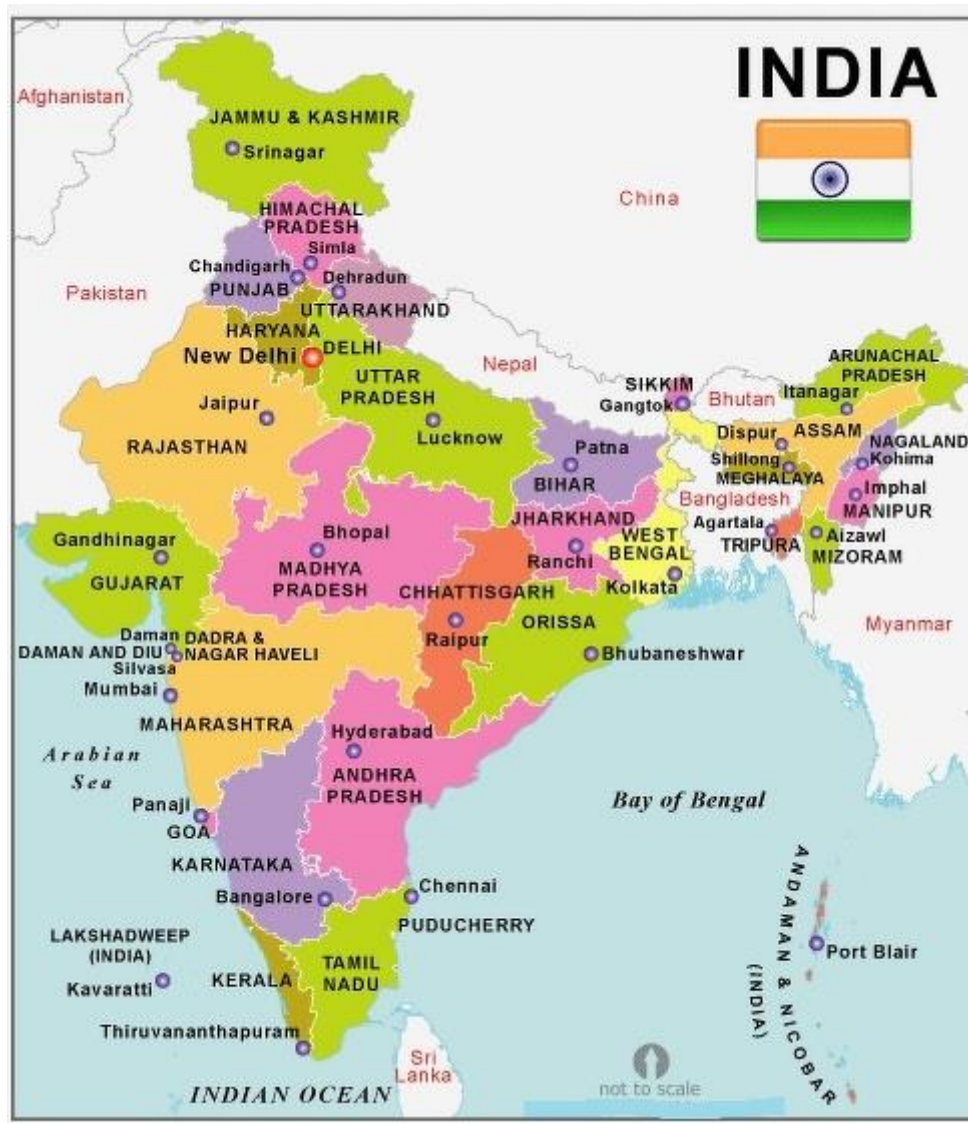 INDIA
Afghanistan
JAMMU & KASHMIR
Srinagar
China
HIMACHAL
PRADESH
Simla
Chandigarh
PUNJAB
Dehradun
UTTARAKHAND
Pakistan
HARYANA
New Delhi
DELHI
Nepal
UTTAR
PRADESH
Lucknow
Jaipur
RAJASTHAN
SIKKIM
Gangtok
Bhutan
ARUNACHAL
PRADESH
Itanagar
Dispur
ASSAM
NAGALAND
Kohima
Shillong
MEGHALAYA
Patna
BIHAR
Bangladesh
Imphal
MANIPUR
JHARKHAND
Ranchi
WEST
BENGAL
Kolkata
Agartala
TRIPURA
Aizawl
MIZORAM
Gandhinagar
GUJARAT
Bhopal
MADHYA
PRADESH
CHHATTISGARH
Raipur
ORISSA
Bhubaneshwar
Myanmar
Daman
DAMAN AND DIU
DADRA &
NAGAR HAVELI
Silvasa
Mumbai
MAHARASHTRA
Hyderabad
ANDHRA
PRADESH
Arabian
Sea
Bay of Bengal
Panaji
GOA
KARNATAKA
Bangalore
Chennai
PUDUCHERRY
LAKSHADWEEP
(INDIA)
Kavaratti
KERALA
TAMIL
NADU
Thiruvananthapuram
ANDAMAN & NICOBAR
(INDIA)
Port Blair
Sri
Lanka
INDIAN OCEAN
not to scale